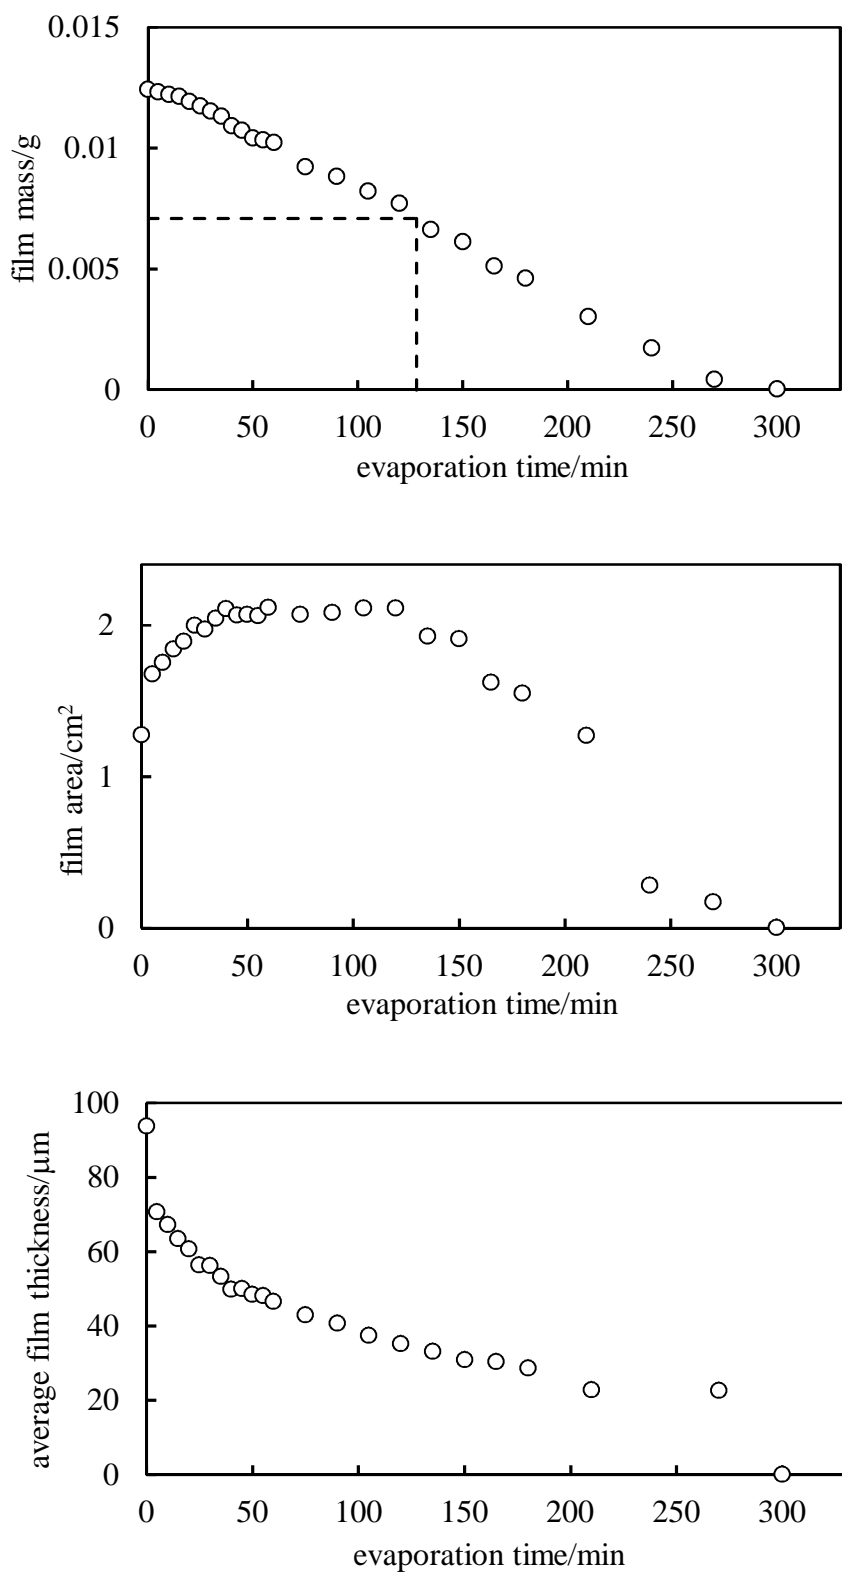 0.015
0.01
0.005
0
film mass/g
0 50 100 150 200 250 300
evaporation time/min
2
1
0
film area/cm²
0 50 100 150 200 250 300
evaporation time/min
100
80
60
40
20
0
average film thickness/µm
0 50 100 150 200 250 300
evaporation time/min